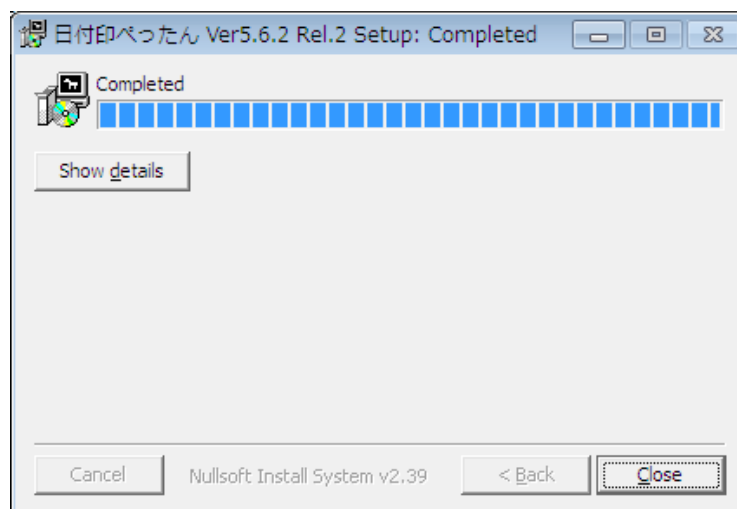 日付印ぺったん Ver5.6.2 Rel.2 Setup: Completed
Completed
Show details
Cancel
Nullsoft Install System v2.39
< Back
Close